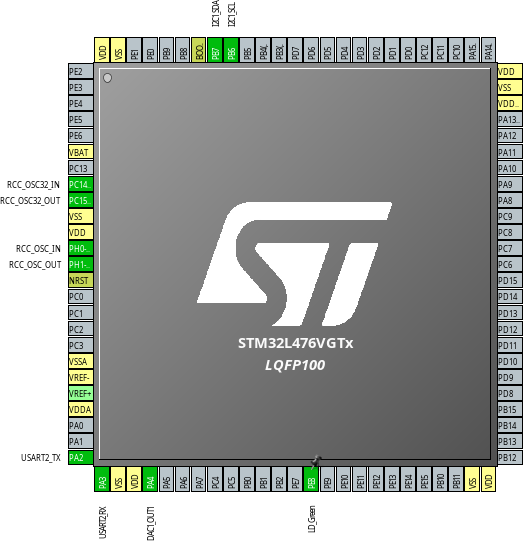 I2C1_SDA
I2C1_SCL
VDD
VSS
PE1
PE0
PB9
PB8
BOO..
PB7
PB6
PB5
PB4(..
PB3(..
PD7
PD6
PD5
PD4
PD3
PD2
PD1
PD0
PC12
PC11
PC10
PA15..
PA14..
PE2
PE3
PE4
PE5
PE6
VBAT
PC13
RCC_OSC32_IN PC14..
RCC_OSC32_OUT PC15..
VSS
VDD
RCC_OSC_IN PH0-..
RCC_OSC_OUT PH1-..
NRST
PC0
PC1
PC2
PC3
VSSA
VREF-
VREF+
VDDA
PA0
PA1
USART2_TX PA2
STM32L476VGTx
LQFP100
VDD
VSS
VDD..
PA13..
PA12
PA11
PA10
PA9
PA8
PC9
PC8
PC7
PC6
PD15
PD14
PD13
PD12
PD11
PD10
PD9
PD8
PB15
PB14
PB13
PB12
PA3
VSS
VDD
PA4
PA5
PA6
PA7
PC4
PC5
PB0
PB1
PB2
PE7
PE8
PE9
PE10
PE11
PE12
PE13
PE14
PE15
PB10
PB11
VSS
VDD
USART2_RX
DAC1_OUT1
LD_Green